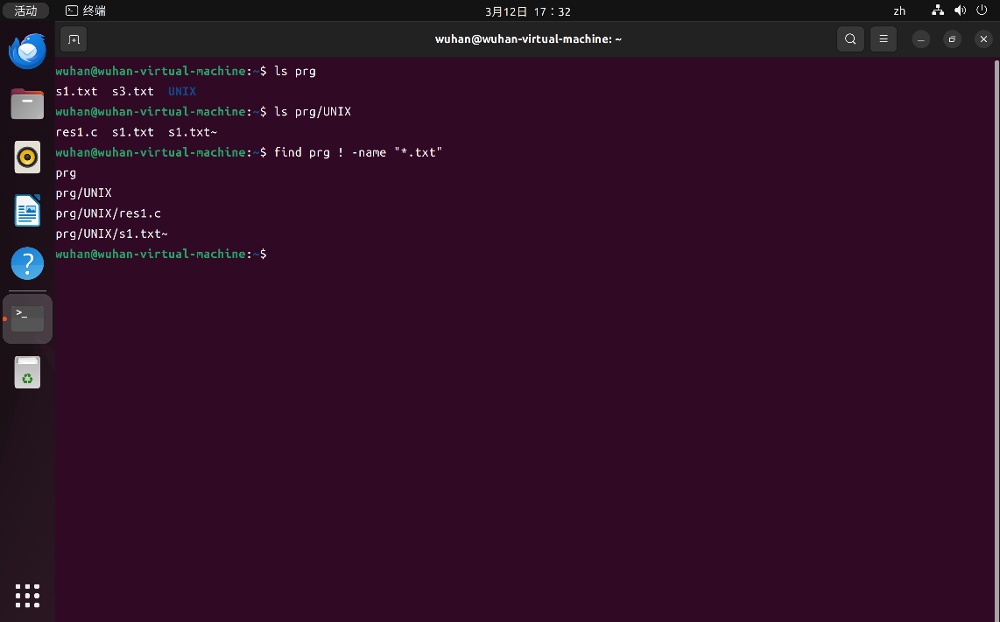 活动
终端
3月12日 17：32
zh
wuhan@wuhan-virtual-machine: ~
wuhan@wuhan-virtual-machine:~$ ls prg
s1.txt  s3.txt  UNIX
wuhan@wuhan-virtual-machine:~$ ls prg/UNIX
res1.c  s1.txt  s1.txt~
wuhan@wuhan-virtual-machine:~$ find prg ! -name "*.txt"
prg
prg/UNIX
prg/UNIX/res1.c
prg/UNIX/s1.txt~
wuhan@wuhan-virtual-machine:~$